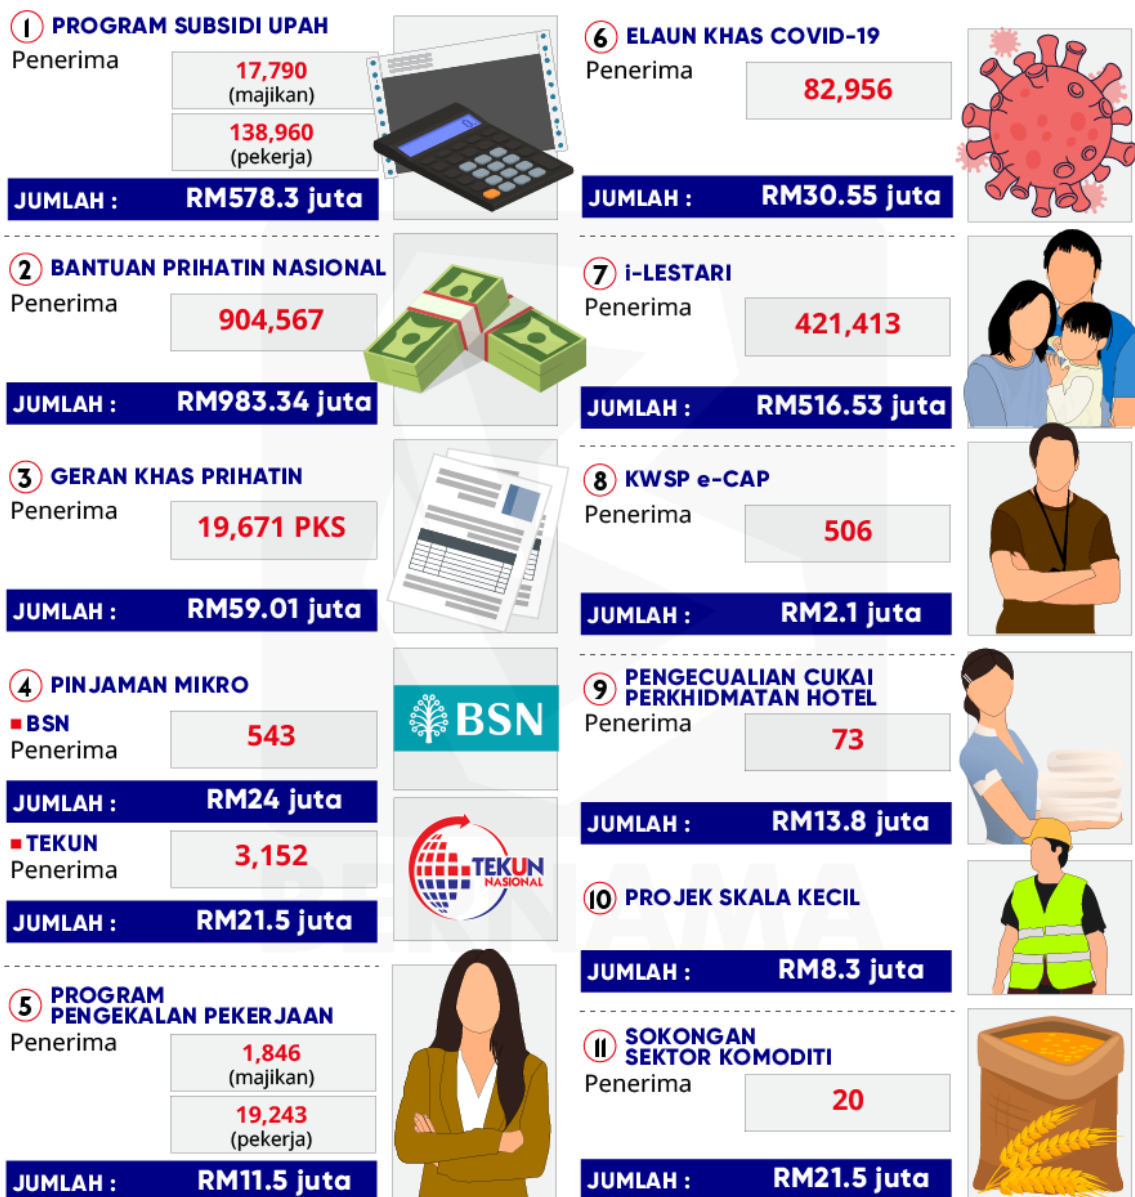 1 PROGRAM SUBSIDI UPAH
Penerima
17,790
(majikan)
138,960
(pekerja)
JUMLAH : RM578.3 juta
2 BANTUAN PRIHATIN NASIONAL
Penerima
904,567
JUMLAH : RM983.34 juta
3 GERAN KHAS PRIHATIN
Penerima
19,671 PKS
JUMLAH : RM59.01 juta
4 PINJAMAN MIKRO
BSN
Penerima
543
BSN
JUMLAH : RM24 juta
TEKUN
Penerima
3,152
TEKUN
NASIONAL
JUMLAH : RM21.5 juta
5 PROGRAM
PENGEKALAN PEKERJAAN
Penerima
1,846
(majikan)
19,243
(pekerja)
JUMLAH : RM11.5 juta
6 ELAUN KHAS COVID-19
Penerima
82,956
JUMLAH : RM30.55 juta
7 i-LESTARI
Penerima
421,413
JUMLAH : RM516.53 juta
8 KWSP e-CAP
Penerima
506
JUMLAH : RM2.1 juta
9 PENGECUALIAN CUKAI
PERKHIDMATAN HOTEL
Penerima
73
JUMLAH : RM13.8 juta
10 PROJEK SKALA KECIL
JUMLAH : RM8.3 juta
11 SOKONGAN
SEKTOR KOMODITI
Penerima
20
JUMLAH : RM21.5 juta
BERNAMA